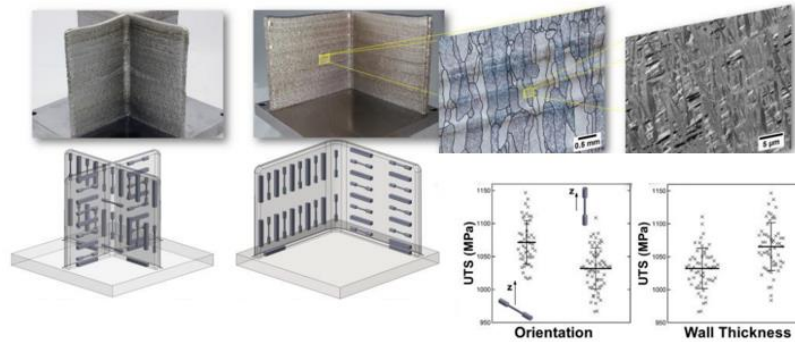 0.5 mm
5 µm
UTS (MPa)
1150
1100
1050
1000
950
z
z
Orientation
UTS (MPa)
1150
1100
1050
1000
950
Wall Thickness